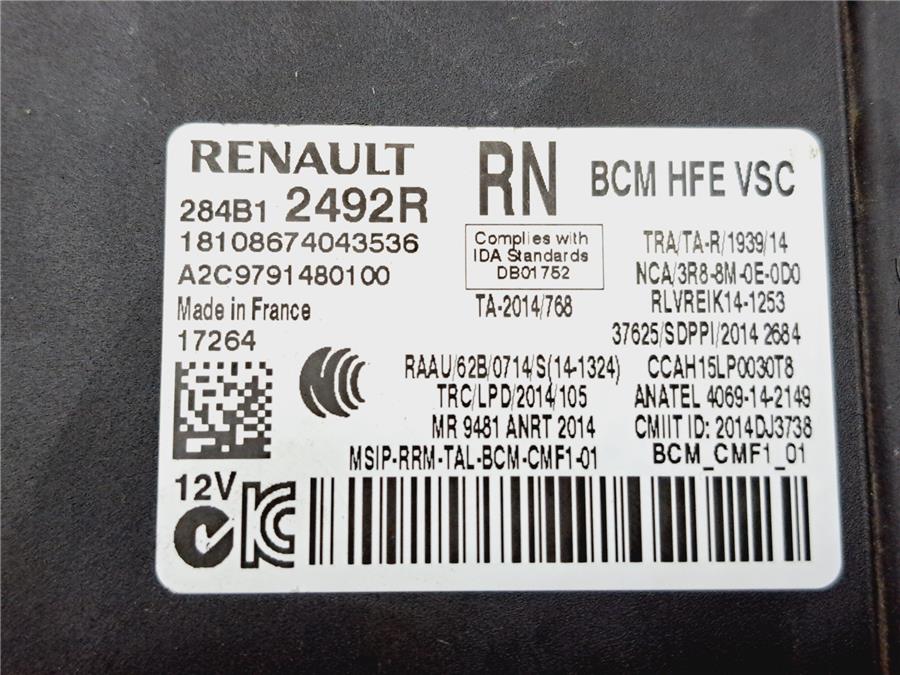 RENAULT
RN
BCM HFE VSC
284B1 2492R
18108674043536
A2C9791480100
Made in France
17264
Complies with
IDA Standards
DB01752
TA-2014/768
TRA/TA-R/1939/14
NCA/3R8-8M-0E-0D0
RLVREIK14-1253
37625/SDPPI/2014 2684
RAAU/62B/0714/S(14-1324)
CCAH15LP0030T8
TRC/LPD/2014/105
ANATEL 4069-14-2149
MR 9481 ANRT 2014
CMIIT ID: 2014DJ3738
MSIP-RRM-TAL-BCM-CMF1-01
BCM_CMF1_01
12V